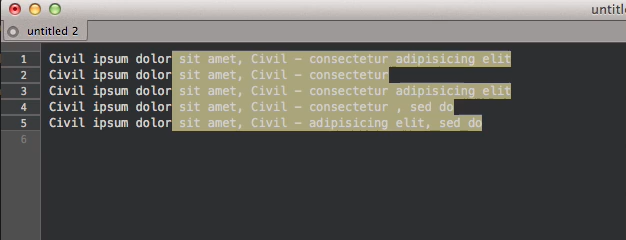 untitled
untitled 2
1 Civil ipsum dolor sit amet, Civil - consectetur adipisicing elit
2 Civil ipsum dolor sit amet, Civil - consectetur
3 Civil ipsum dolor sit amet, Civil - consectetur adipisicing elit
4 Civil ipsum dolor sit amet, Civil - consectetur , sed do
5 Civil ipsum dolor sit amet, Civil - adipisicing elit, sed do
6